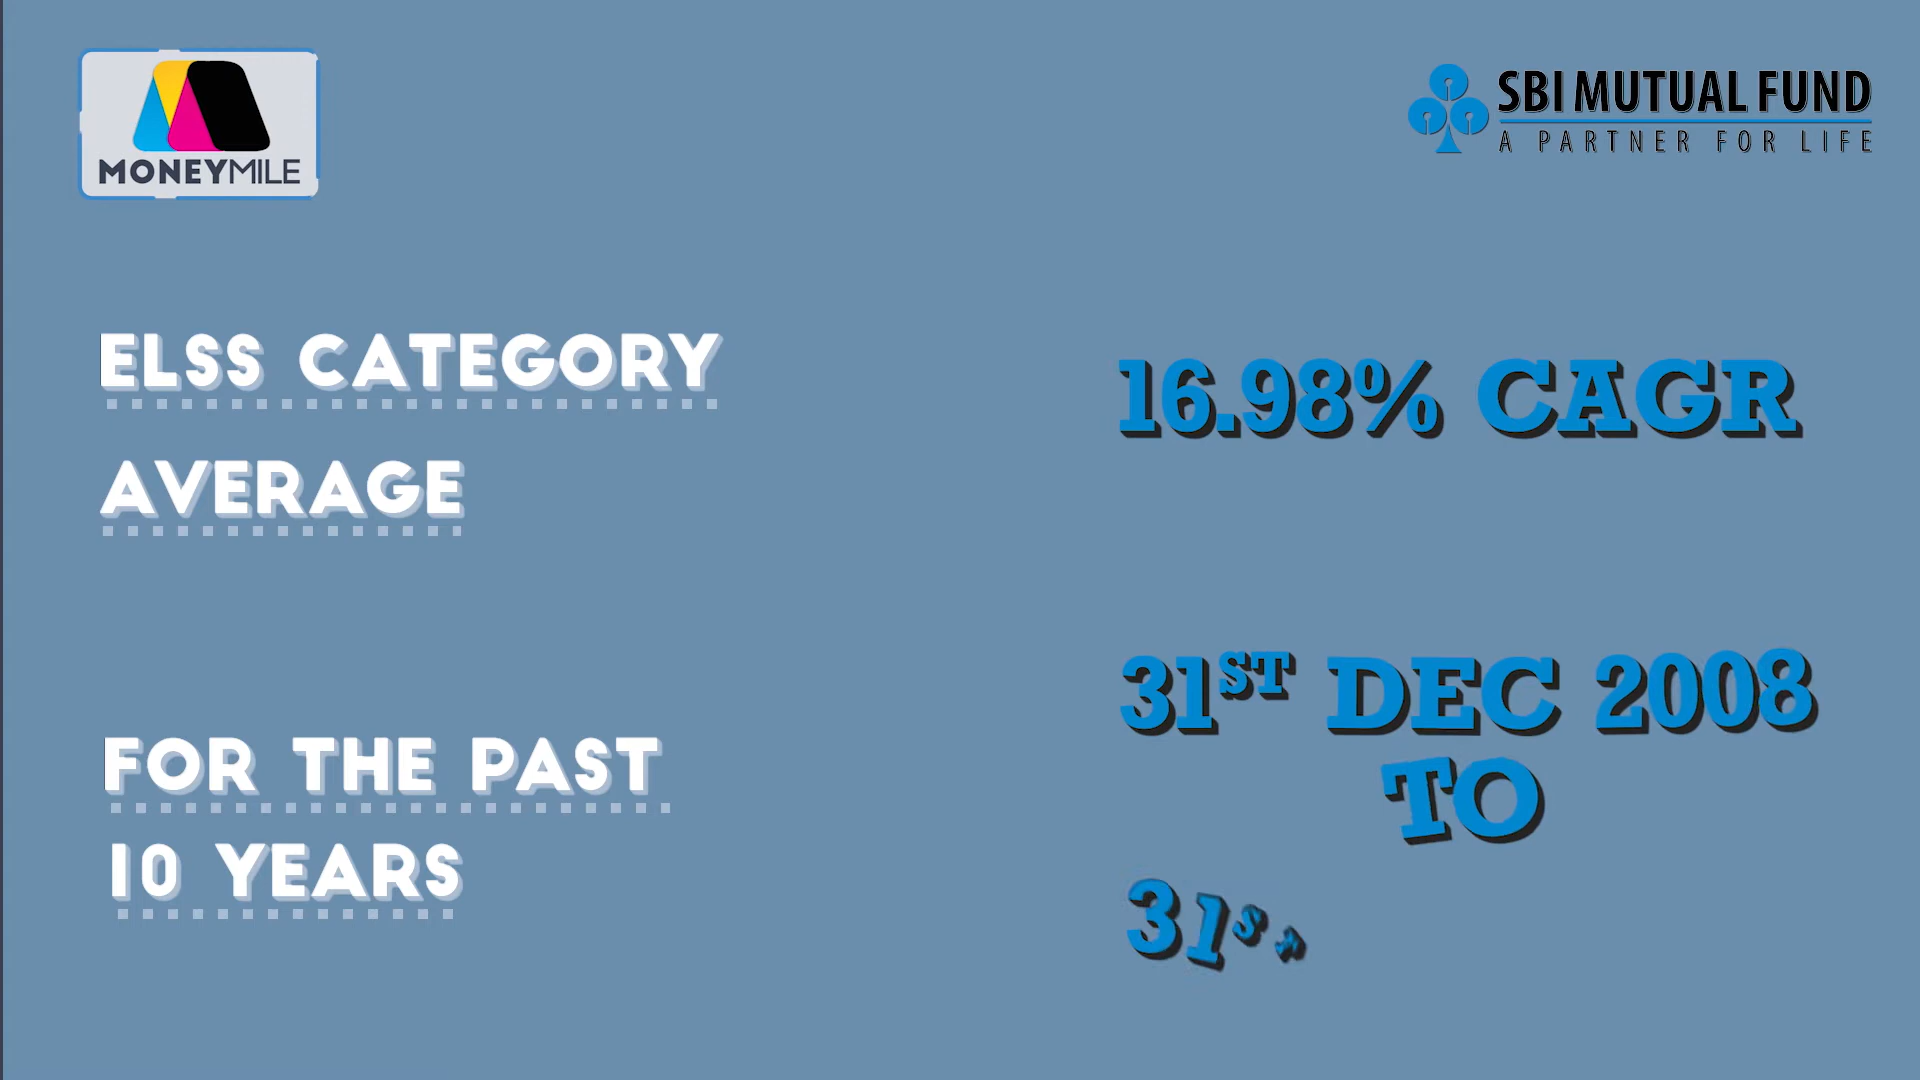 MONEYMILE
SBI MUTUAL FUND
A PARTNER FOR LIFE
ELSS CATEGORY
AVERAGE
16.98% CAGR
FOR THE PAST
10 YEARS
31ST DEC 2008
TO
31ST